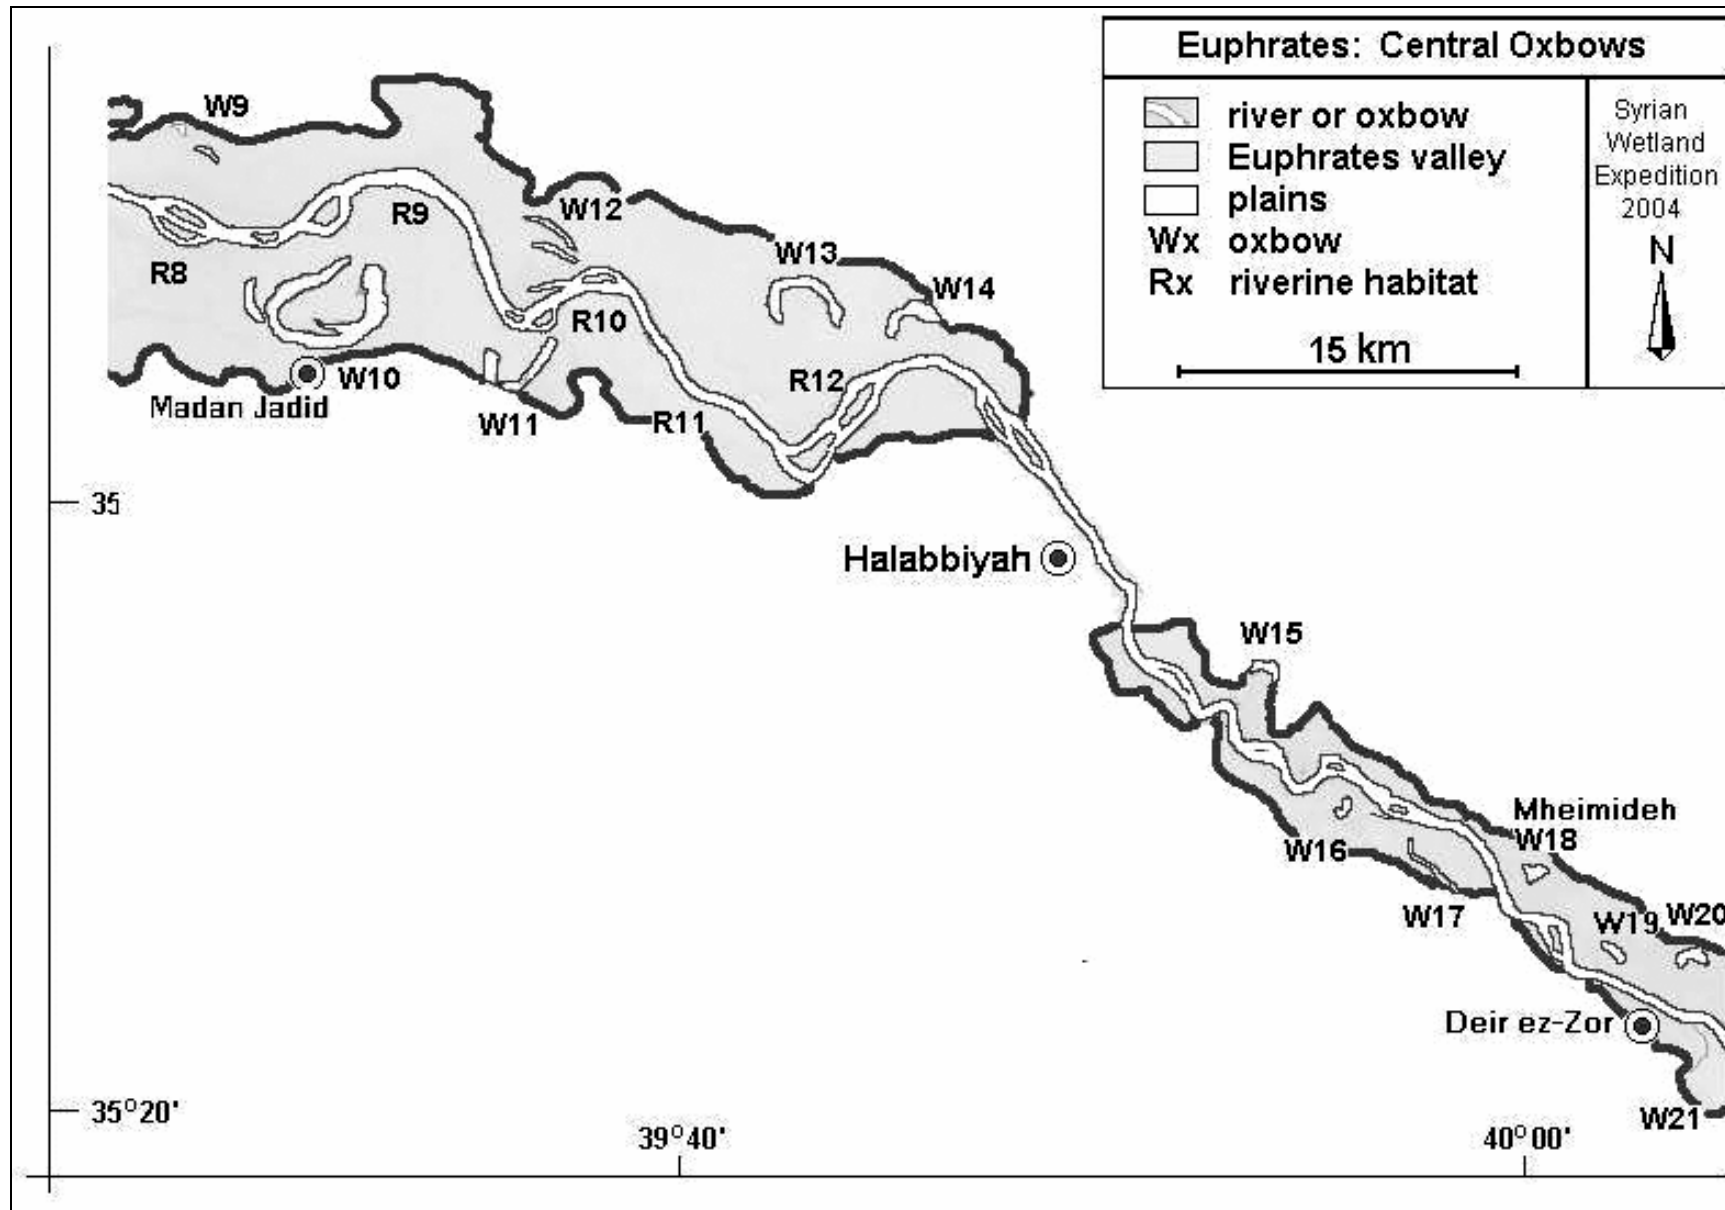 Euphrates: Central Oxbows
river or oxbow
Euphrates valley
plains
Wx oxbow
Rx riverine habitat
15 km
Syrian
Wetland
Expedition
2004
N
W9
R8
R9
W12
W13
W14
R10
W10
Madan Jadid
W11
R11
R12
35
Halabbiyah
W15
Mheimideh
W18
W16
W17
W19
W20
Deir ez-Zor
W21
35°20'
39°40'
40°00'